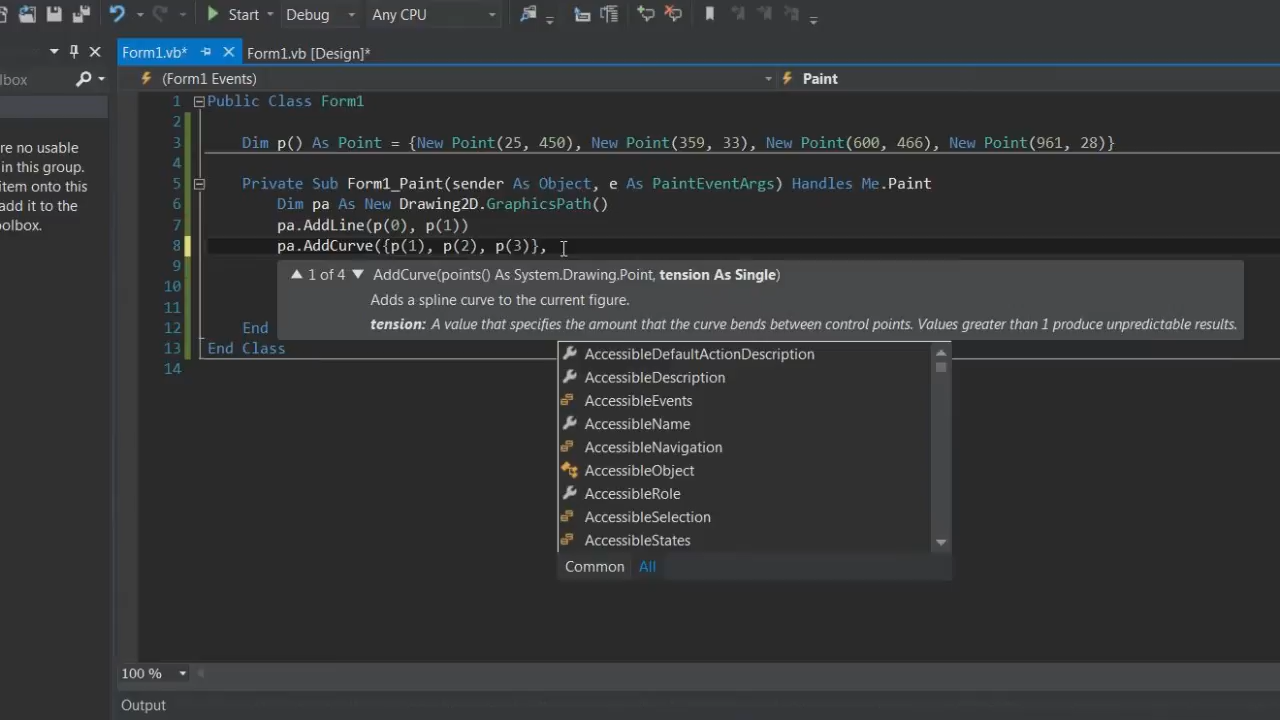 Start Debug Any CPU
Form1.vb* Form1.vb [Design]*
lbox
(Form1 Events) Paint
re no usable
in this group.
item onto this
add it to the
olbox.
1 Public Class Form1
2
3 Dim p() As Point = {New Point(25, 450), New Point(359, 33), New Point(600, 466), New Point(961, 28)}
4
5 Private Sub Form1_Paint(sender As Object, e As PaintEventArgs) Handles Me.Paint
6 Dim pa As New Drawing2D.GraphicsPath()
7 pa.AddLine(p(0), p(1))
8 pa.AddCurve({p(1), p(2), p(3)},
9
1 of 4 AddCurve(points() As System.Drawing.Point, tension As Single)
10
Adds a spline curve to the current figure.
11
tension: A value that specifies the amount that the curve bends between control points. Values greater than 1 produce unpredictable results.
12 End
13 End Class
14
AccessibleDefaultActionDescription
AccessibleDescription
AccessibleEvents
AccessibleName
AccessibleNavigation
AccessibleObject
AccessibleRole
AccessibleSelection
AccessibleStates
Common All
100 %
Output